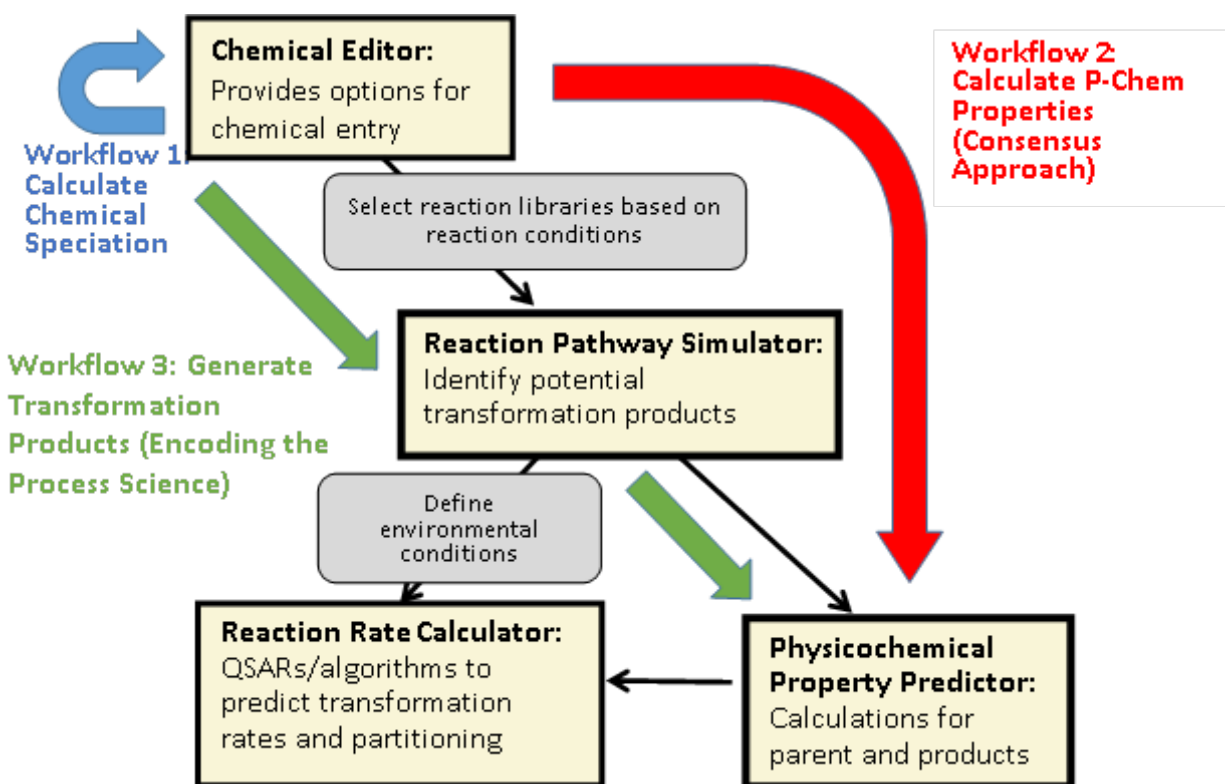 Chemical Editor:
Provides options for
chemical entry
Workflow 2:
Calculate P-Chem
Properties
(Consensus
Approach)
Workflow 1:
Calculate
Chemical
Speciation
Select reaction libraries based on
reaction conditions
Reaction Pathway Simulator:
Identify potential
transformation products
Workflow 3: Generate
Transformation
Products (Encoding the
Process Science)
Define
environmental
conditions
Reaction Rate Calculator:
QSARs/algorithms to
predict transformation
rates and partitioning
Physicochemical
Property Predictor:
Calculations for
parent and products